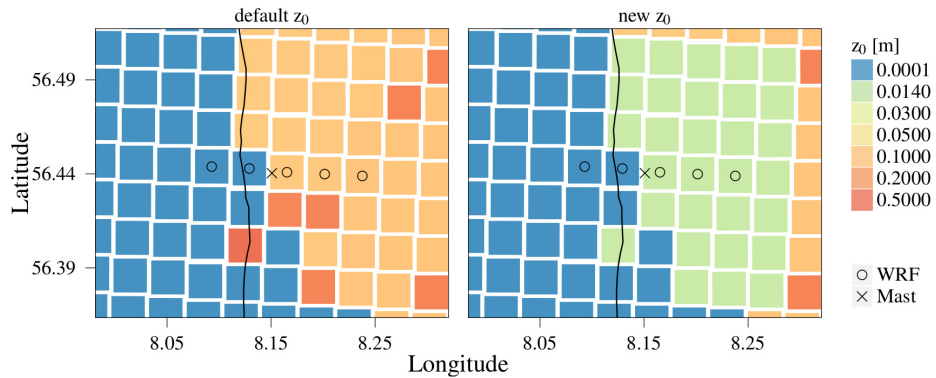 default z0
new z0
z0 [m]
0.0001
0.0140
0.0300
0.0500
0.1000
0.2000
0.5000
WRF
Mast
Latitude
56.49
56.44
56.39
8.05
8.15
8.25
8.05
8.15
8.25
Longitude